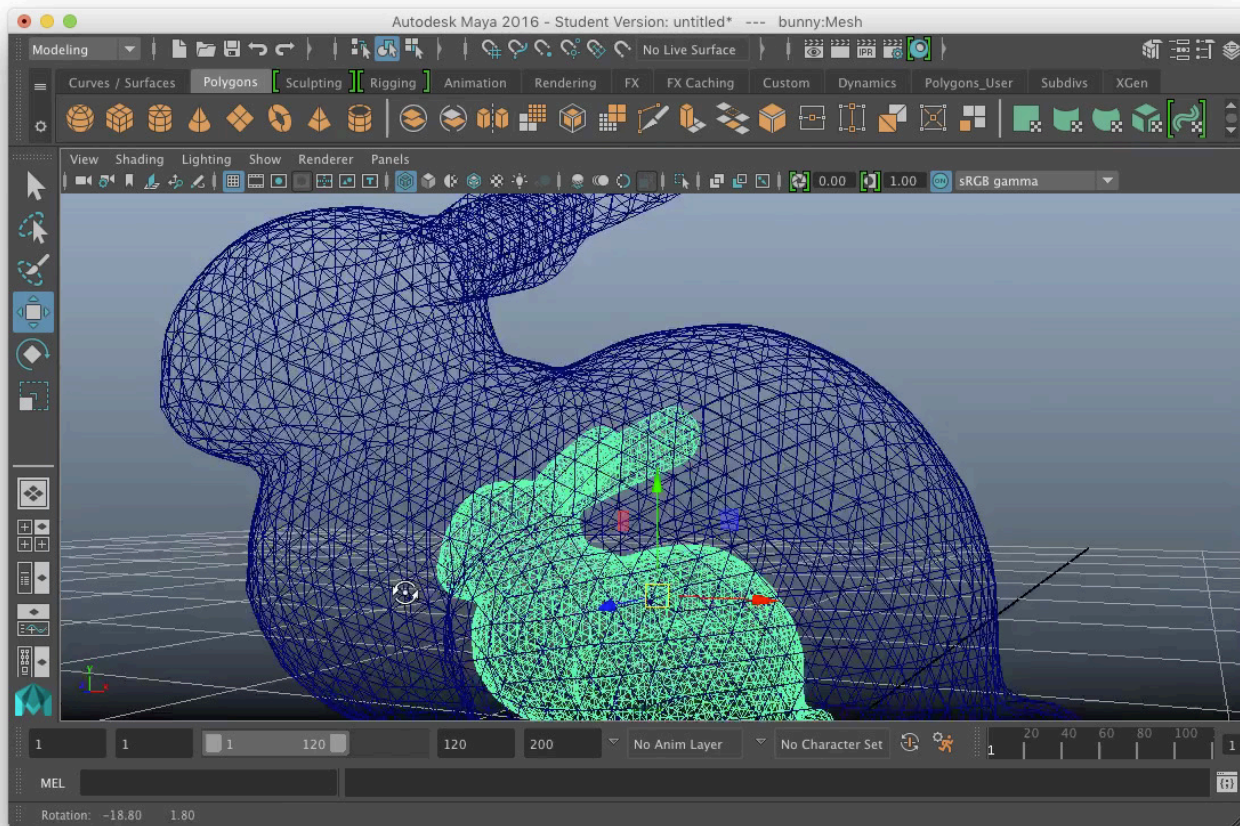 Autodesk Maya 2016 - Student Version: untitled* --- bunny:Mesh
Modeling No Live Surface IPR
Curves / Surfaces Polygons Sculpting Rigging Animation Rendering FX FX Caching Custom Dynamics Polygons_User Subdivs XGen
View Shading Lighting Show Renderer Panels
0.00 1.00 ON sRGB gamma
y
1 1 1 120 120 200 No Anim Layer No Character Set 1 20 40 60 80 100 1
MEL
Rotation: -18.80 1.80